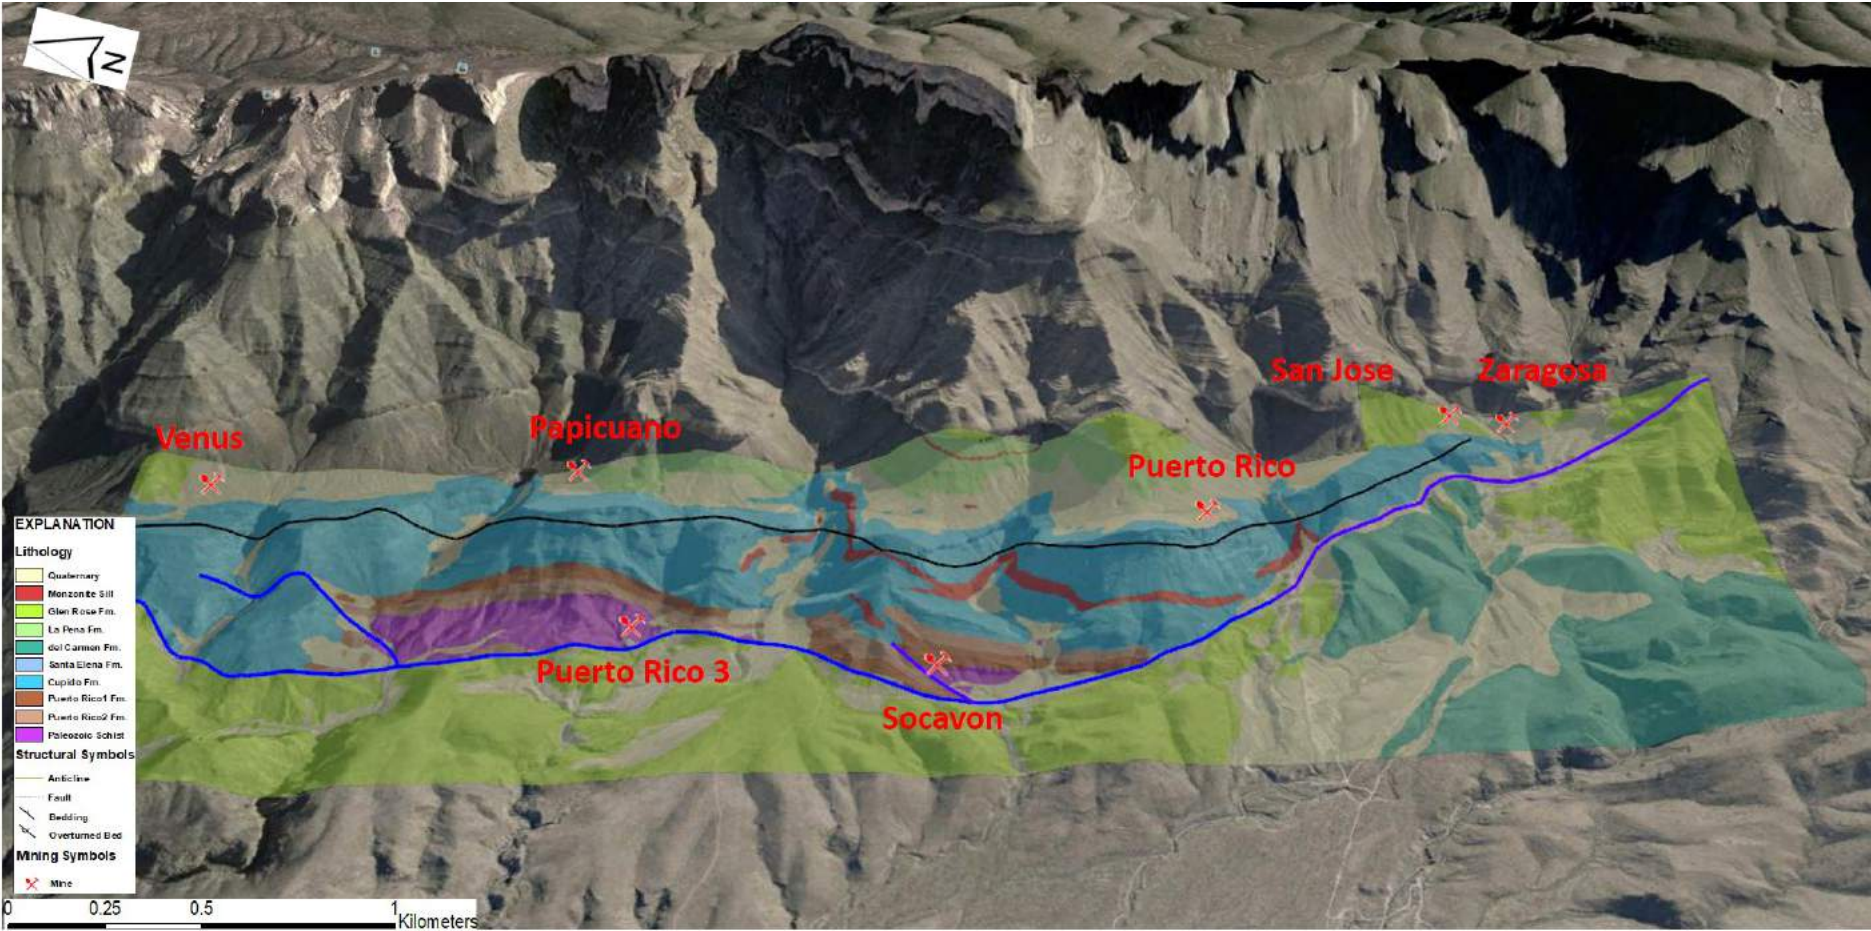 N
San Jose
Zaragosa
Papicuano
Venus
Puerto Rico
Puerto Rico 3
Socavon
EXPLANATION
Lithology
Quaternary
Monzonite Sill
Glen Rose Fm.
La Pena Fm.
del Carmen Fm.
Santa Elena Fm.
Cupido Fm.
Puerto Rico1 Fm.
Puerto Rico2 Fm.
Paleozoic Schist
Structural Symbols
Anticline
Fault
Bedding
Overturned Bed
Mining Symbols
Mine
0 0.25 0.5 1
Kilometers